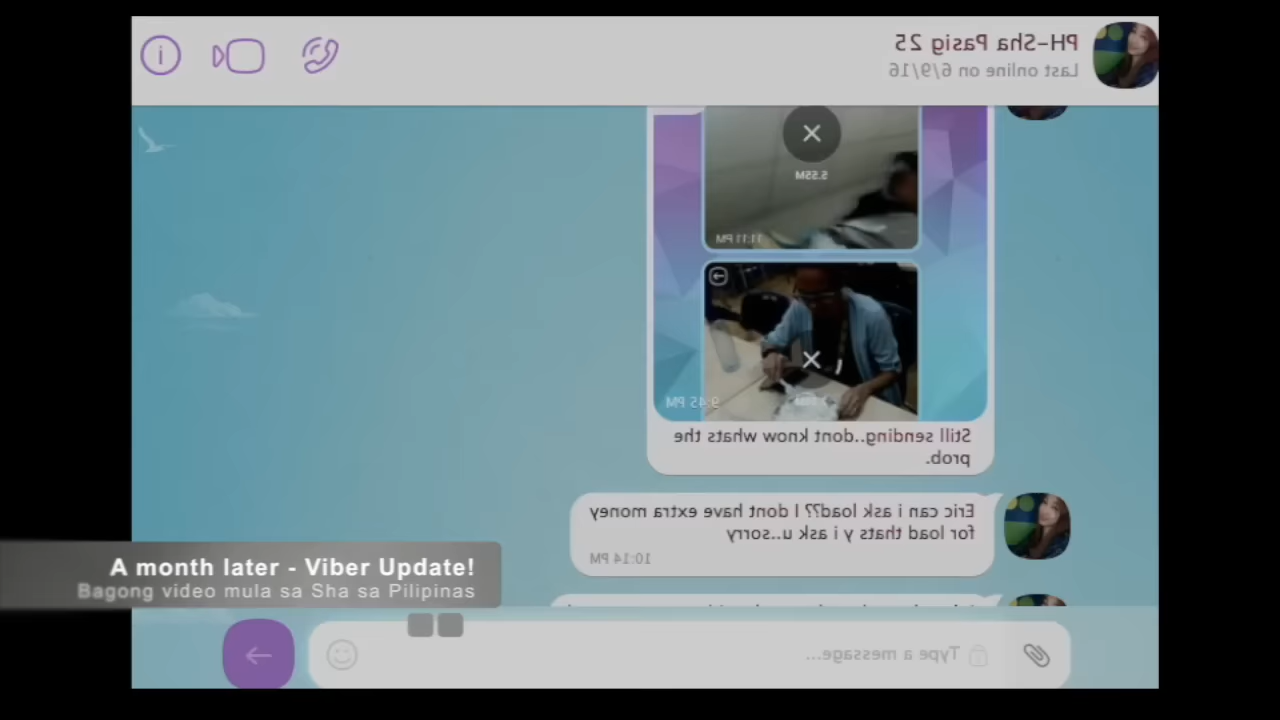 PH-Sha Pasig 25
Last online on 6/9/16
5.55M
11:11 PM
9:45 PM
Still sending..dont know whats the
prob.
Eric can i ask load?? I dont have extra money
for load thats y i ask u..sorry
10:14 PM
A month later - Viber Update!
Bagong video mula sa Sha sa Pilipinas
Type a message...